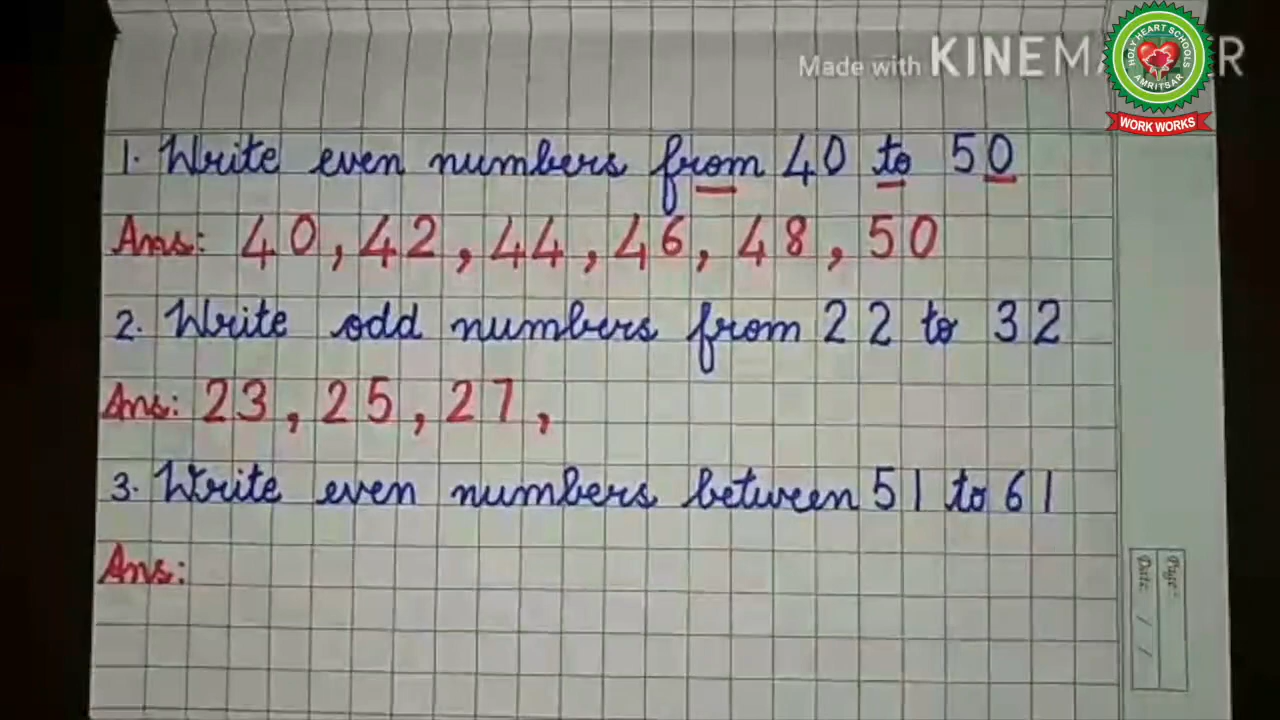 Made with KINEMA R
HOLY HEART SCHOOLS
AMRITSAR
WORK WORKS
1. Write even numbers from 40 to 50
Ans: 40, 42, 44, 46, 48, 50
2. Write odd numbers from 22 to 32
Ans: 23, 25, 27,
3. Write even numbers between 51 to 61
Ans:
Page:
Date / /